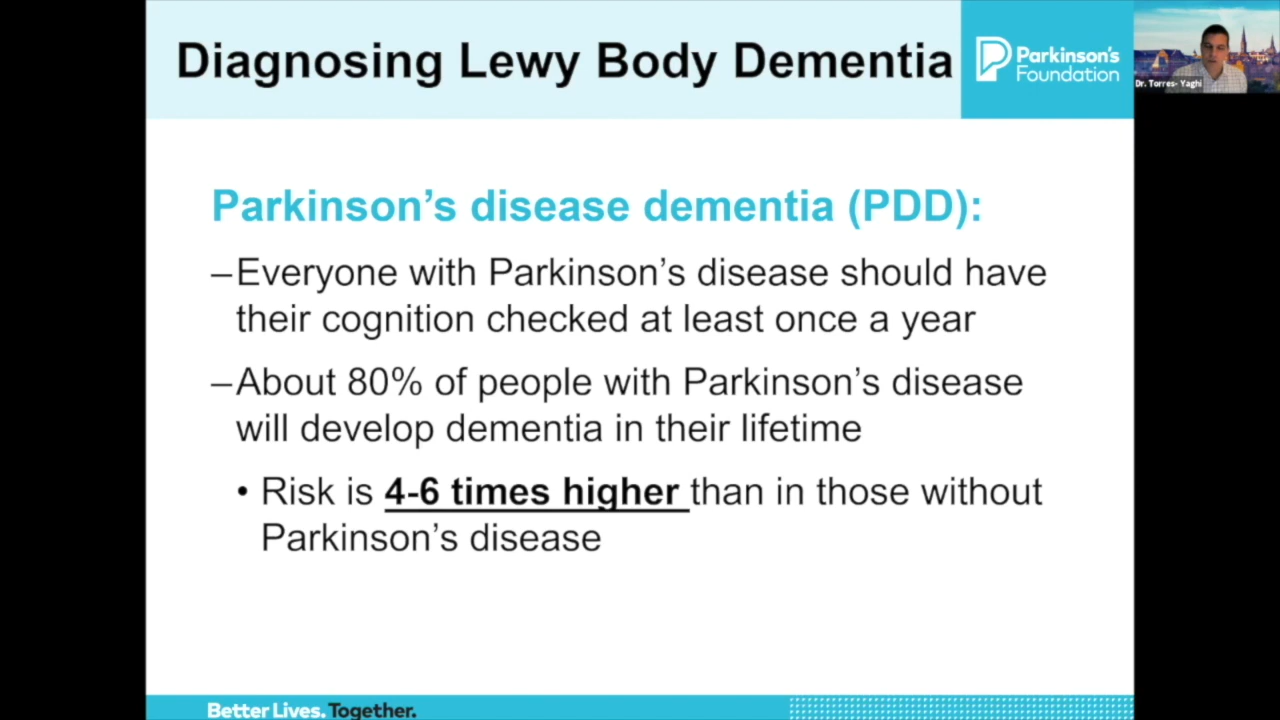 Diagnosing Lewy Body Dementia
Parkinson's
Foundation
Dr. Torres- Yaghi
Parkinson's disease dementia (PDD):
–Everyone with Parkinson's disease should have
their cognition checked at least once a year
–About 80% of people with Parkinson's disease
will develop dementia in their lifetime
• Risk is 4-6 times higher than in those without
Parkinson's disease
Better Lives. Together.